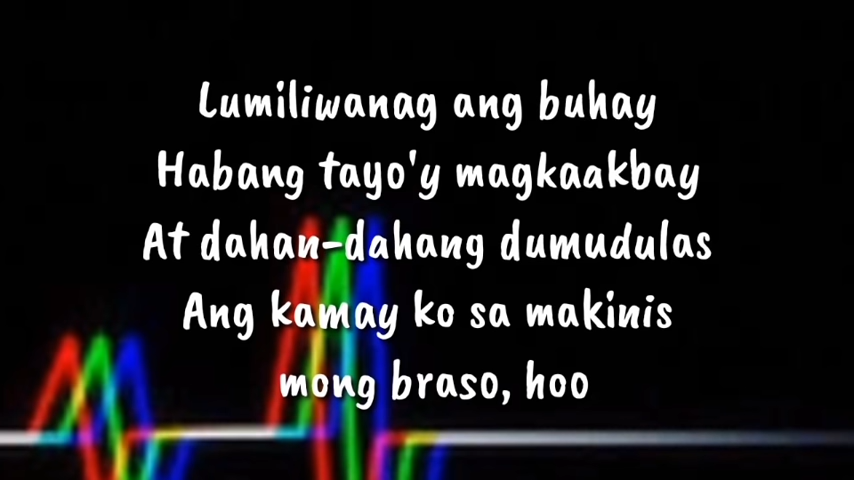 Lumiliwanag ang buhay
Habang tayo'y magkaakbay
At dahan-dahang dumudulas
Ang kamay ko sa makinis
mong braso, hoo